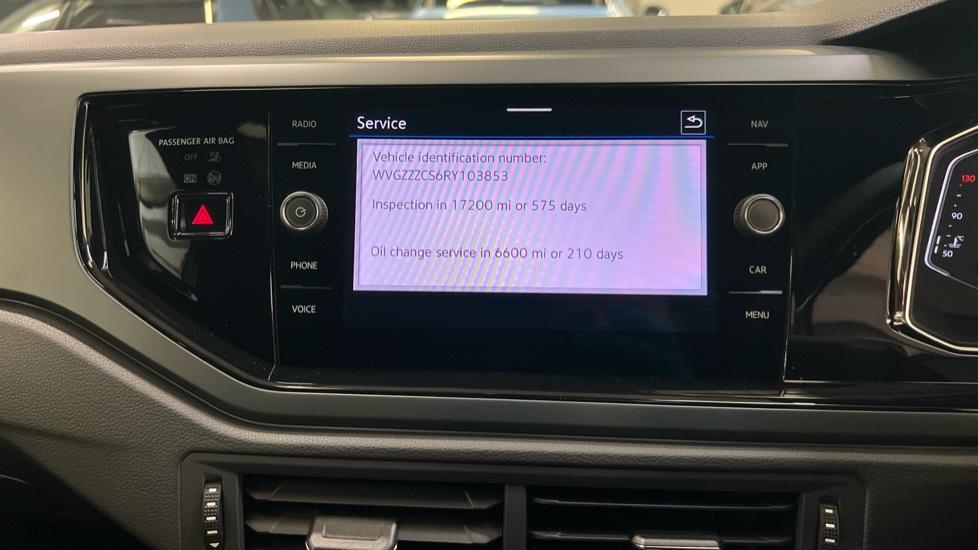 PASSENGER AIR BAG
OFF
ON
RADIO
MEDIA
PHONE
VOICE
Service
Vehicle identification number:
WVGZZZCS6RY103853
Inspection in 17200 mi or 575 days
Oil change service in 6600 mi or 210 days
NAV
APP
CAR
MENU
130
90
°C
50